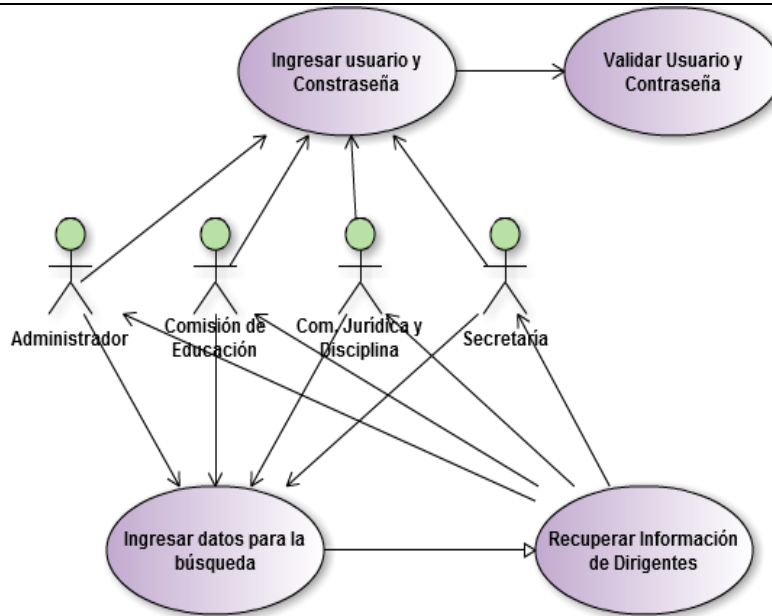 Ingresar usuario y
Constraseña
Validar Usuario y
Contraseña
Administrador
Comisión de
Educación
Com. Jurídica y
Disciplina
Secretaría
Ingresar datos para la
búsqueda
Recuperar Información
de Dirigentes